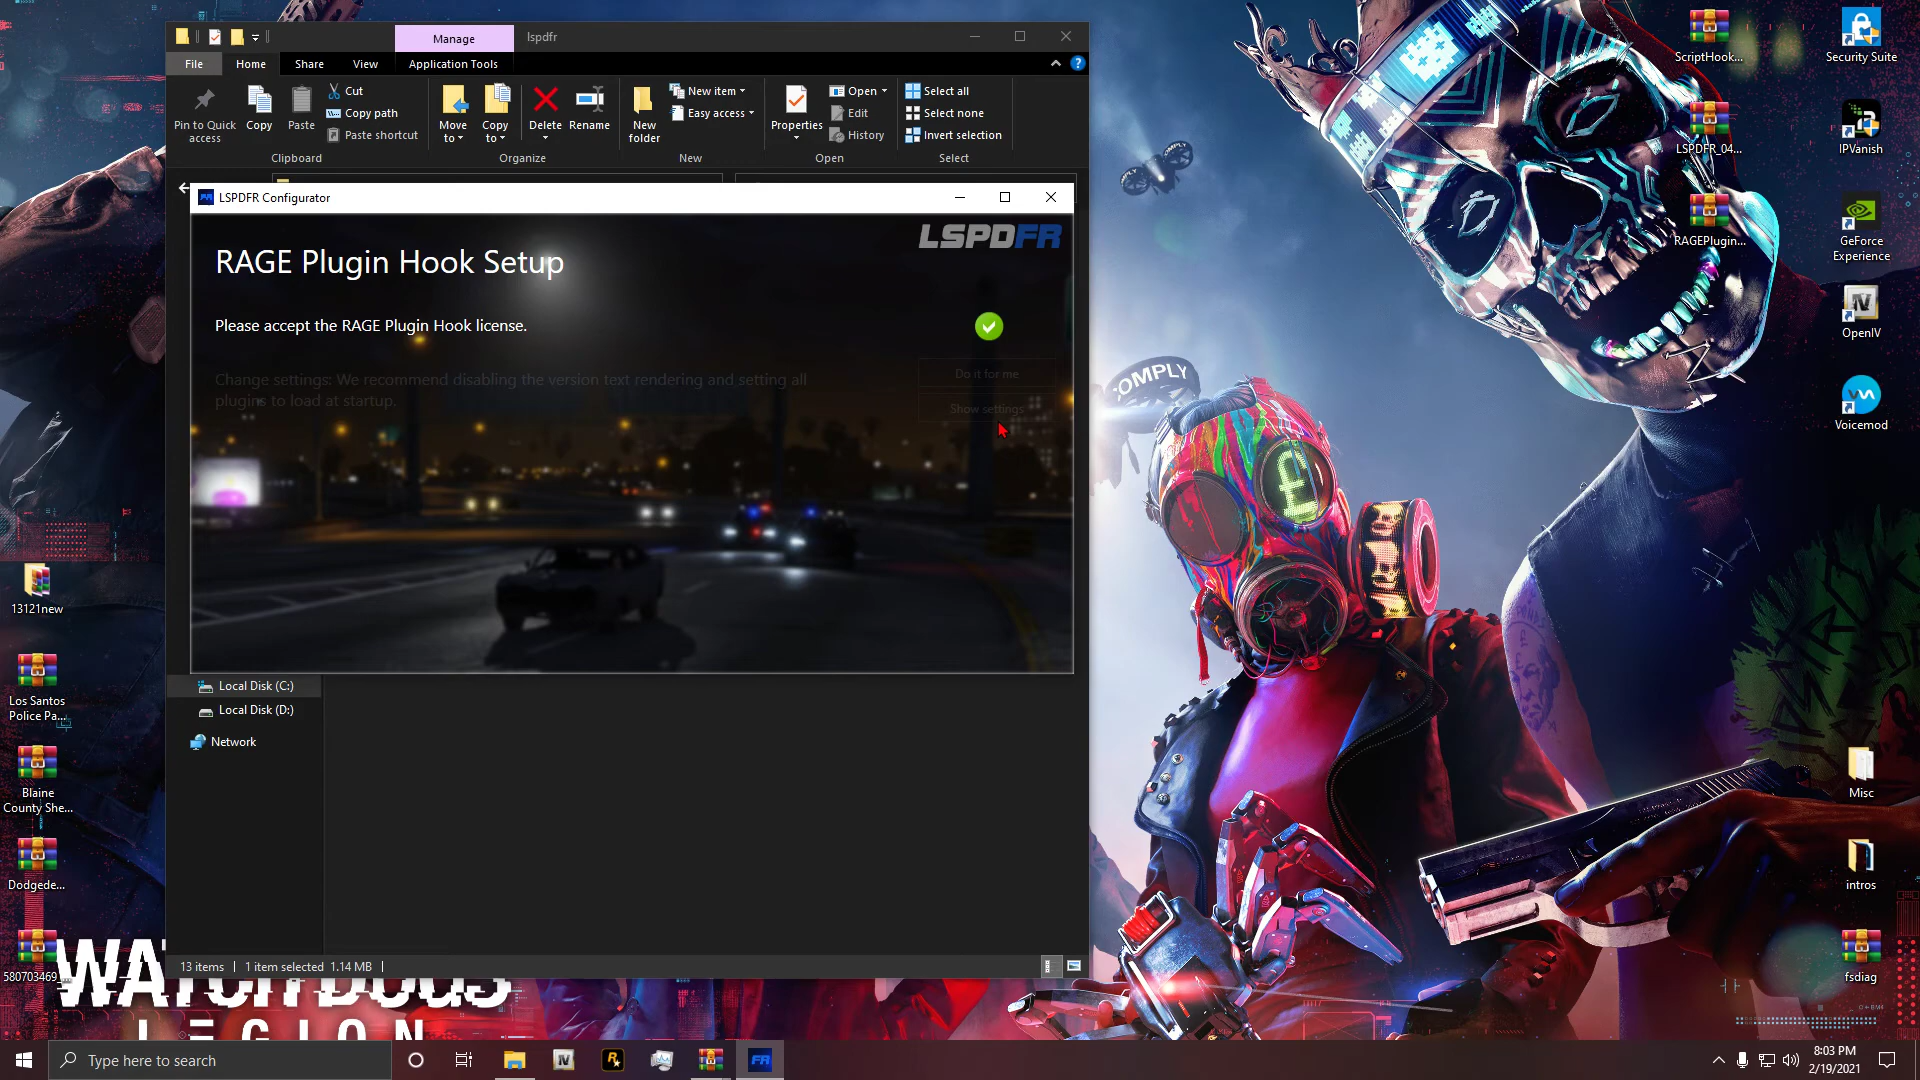 Manage
lspdfr
File
Home
Share
View
Application Tools
Pin to Quick
access
Copy
Paste
Cut
Copy path
Paste shortcut
Clipboard
Move
to
Copy
to
Delete
Rename
Organize
New
folder
New item
Easy access
New
Properties
Open
Edit
History
Open
Select all
Select none
Invert selection
Select
LSPDFR Configurator
LSPDFR
RAGE Plugin Hook Setup
Please accept the RAGE Plugin Hook license.
Change settings: We recommend disabling the version text rendering and setting all
plugins to load at startup.
Do it for me
Show settings
Local Disk (C:)
Local Disk (D:)
Network
13 items
1 item selected 1.14 MB
13121new
Los Santos
Police Pa...
Blaine
County She...
Dodgede...
580703469_...
ScriptHook...
LSPDFR_04...
RAGEPlugin...
Security Suite
IPVanish
GeForce
Experience
OpenIV
Voicemod
Misc
intros
fsdiag
COMPLY
LEGION
Type here to search
FR
8:03 PM
2/19/2021